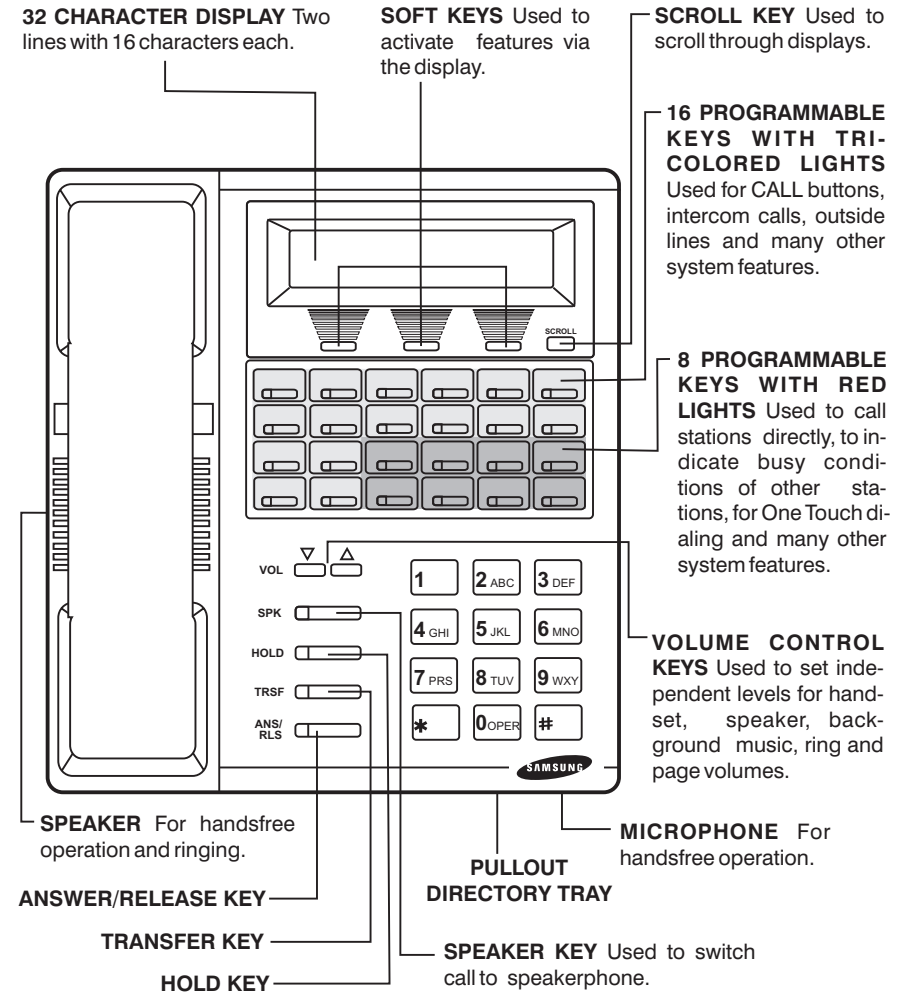 32 CHARACTER DISPLAY Two
lines with 16 characters each.
SOFT KEYS Used to
activate features via
the display.
SCROLL KEY Used to
scroll through displays.
16 PROGRAMMABLE
KEYS WITH TRI-
COLORED LIGHTS
Used for CALL buttons,
intercom calls, outside
lines and many other
system features.
SCROLL
8 PROGRAMMABLE
KEYS WITH RED
LIGHTS Used to call
stations directly, to in-
dicate busy condi-
tions of other sta-
tions, for One Touch di-
aling and many other
system features.
VOL
SPK
HOLD
TRSF
ANS/
RLS
1 2 ABC 3 DEF
4 GHI 5 JKL 6 MNO
7 PRS 8 TUV 9 WXY
* 0 OPER #
SAMSUNG
VOLUME CONTROL
KEYS Used to set inde-
pendent levels for hand-
set, speaker, back-
ground music, ring and
page volumes.
SPEAKER For handsfree
operation and ringing.
MICROPHONE For
handsfree operation.
PULLOUT
DIRECTORY TRAY
ANSWER/RELEASE KEY
TRANSFER KEY
HOLD KEY
SPEAKER KEY Used to switch
call to speakerphone.